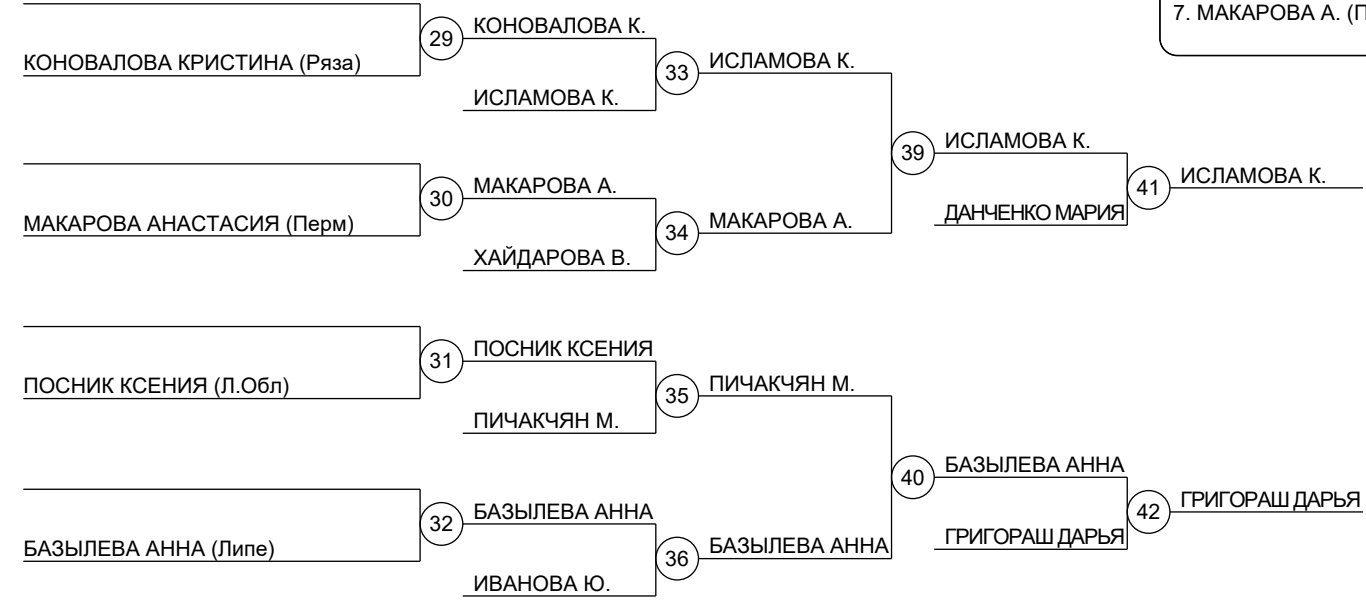 7. МАКАРОВА А. (П
29
КОНОВАЛОВА К.
КОНОВАЛОВА КРИСТИНА (Ряза)
33
ИСЛАМОВА К.
ИСЛАМОВА К.
39
ИСЛАМОВА К.
30
МАКАРОВА А.
41
ИСЛАМОВА К.
МАКАРОВА АНАСТАСИЯ (Перм)
34
МАКАРОВА А.
ДАНЧЕНКО МАРИЯ
ХАЙДАРОВА В.
31
ПОСНИК КСЕНИЯ
ПОСНИК КСЕНИЯ (Л.Обл)
35
ПИЧАКЧЯН М.
ПИЧАКЧЯН М.
40
БАЗЫЛЕВА АННА
32
БАЗЫЛЕВА АННА
42
ГРИГОРАШ ДАРЬЯ
БАЗЫЛЕВА АННА (Липе)
36
БАЗЫЛЕВА АННА
ГРИГОРАШ ДАРЬЯ
ИВАНОВА Ю.